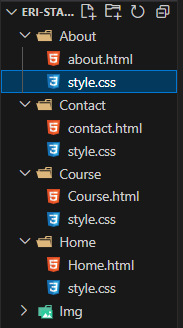 ERI-STA...
About
about.html
style.css
Contact
contact.html
style.css
Course
Course.html
style.css
Home
Home.html
style.css
Img